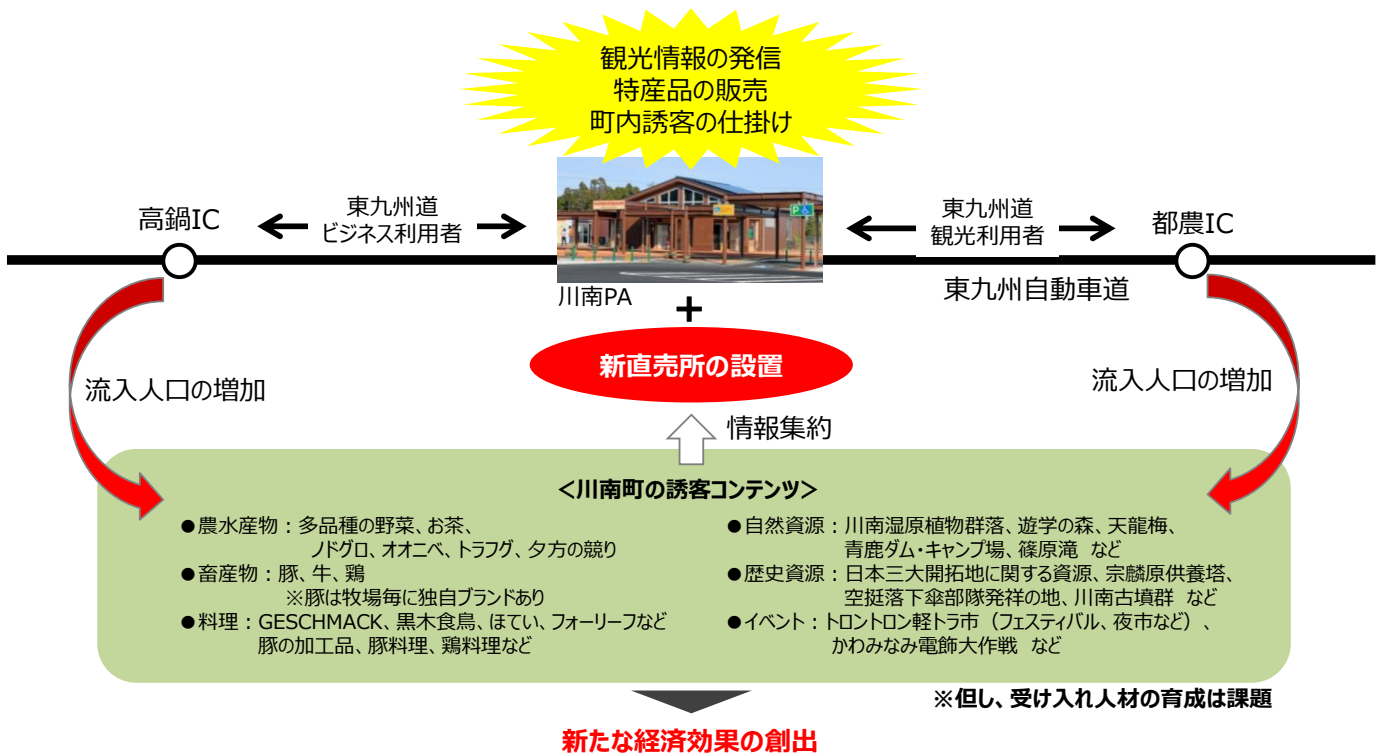 観光情報の発信
特産品の販売
町内誘客の仕掛け
高鍋IC
東九州道
ビジネス利用者
東九州道
観光利用者
都農IC
P
川南PA
東九州自動車道
+
新直売所の設置
流入人口の増加
流入人口の増加
情報集約
<川南町の誘客コンテンツ>
●農水産物：多品種の野菜、お茶、
ノドグロ、オオニベ、トラフグ、夕方の競り
●畜産物：豚、牛、鶏
※豚は牧場毎に独自ブランドあり
●料理：GESCHMACK、黒木食鳥、ほてい、フォーリーフなど
豚の加工品、豚料理、鶏料理など
●自然資源：川南湿原植物群落、遊学の森、天龍梅、
青鹿ダム・キャンプ場、篠原滝 など
●歴史資源：日本三大開拓地に関する資源、宗麟原供養塔、
空挺落下傘部隊発祥の地、川南古墳群 など
●イベント：トロントロン軽トラ市（フェスティバル、夜市など）、
かわみなみ電飾大作戦 など
※但し、受け入れ人材の育成は課題
新たな経済効果の創出